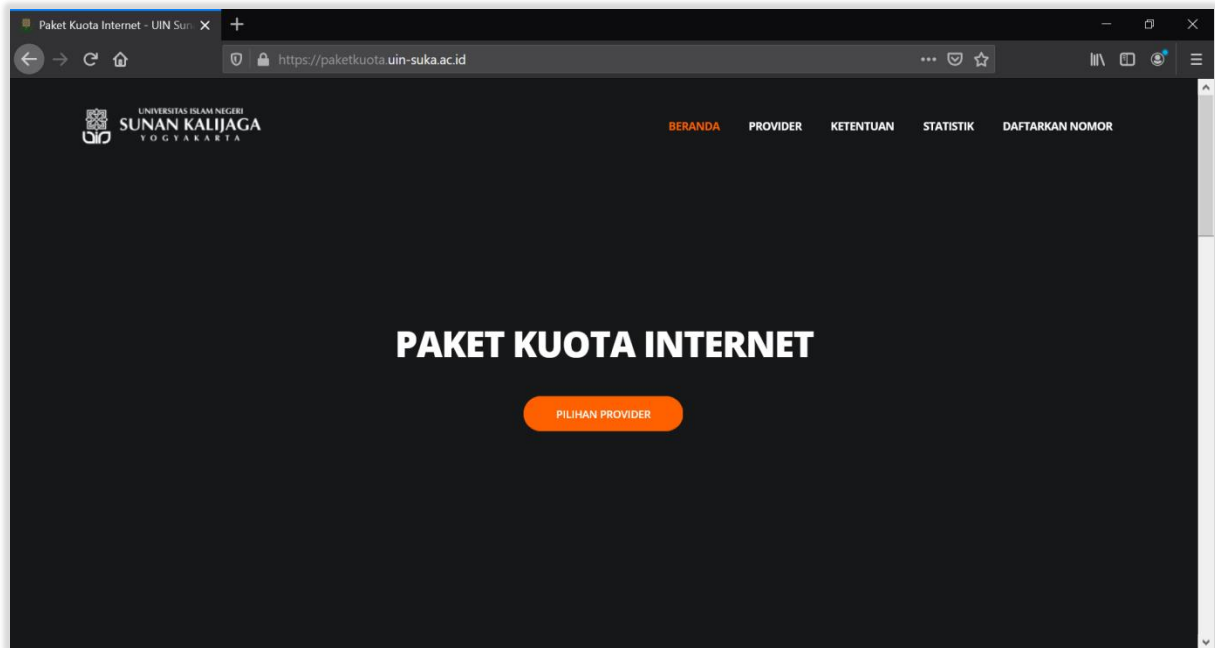 Paket Kuota Internet - UIN Sun
https://paketkuota.uin-suka.ac.id
UNIVERSITAS ISLAM NEGERI
SUNAN KALIJAGA
YOGYAKARTA
BERANDA PROVIDER KETENTUAN STATISTIK DAFTARKAN NOMOR
PAKET KUOTA INTERNET
PILIHAN PROVIDER